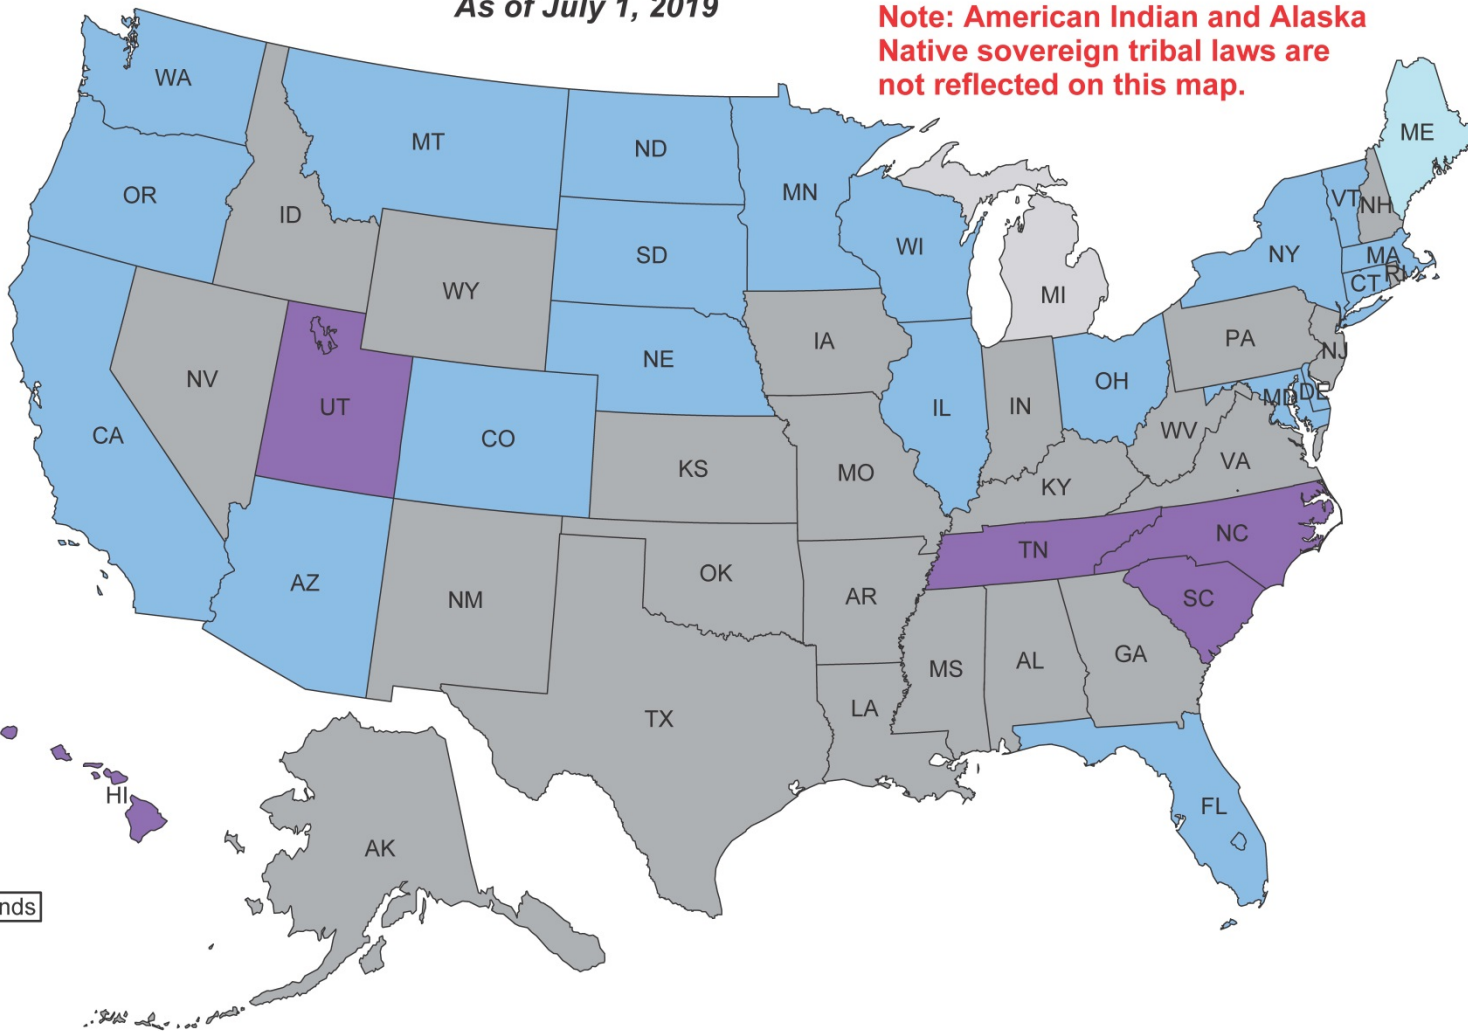 As of July 1, 2019
Note: American Indian and Alaska
Native sovereign tribal laws are
not reflected on this map.
WA
MT
ND
MN
ME
OR
ID
SD
WI
VT
NH
NY
MA
CT
RI
WY
MI
NV
UT
NE
IA
PA
NJ
CA
CO
IL
IN
OH
MD
DE
KS
MO
WV
VA
KY
AZ
NM
OK
AR
TN
NC
SC
MS
AL
GA
TX
LA
HI
AK
FL
nds